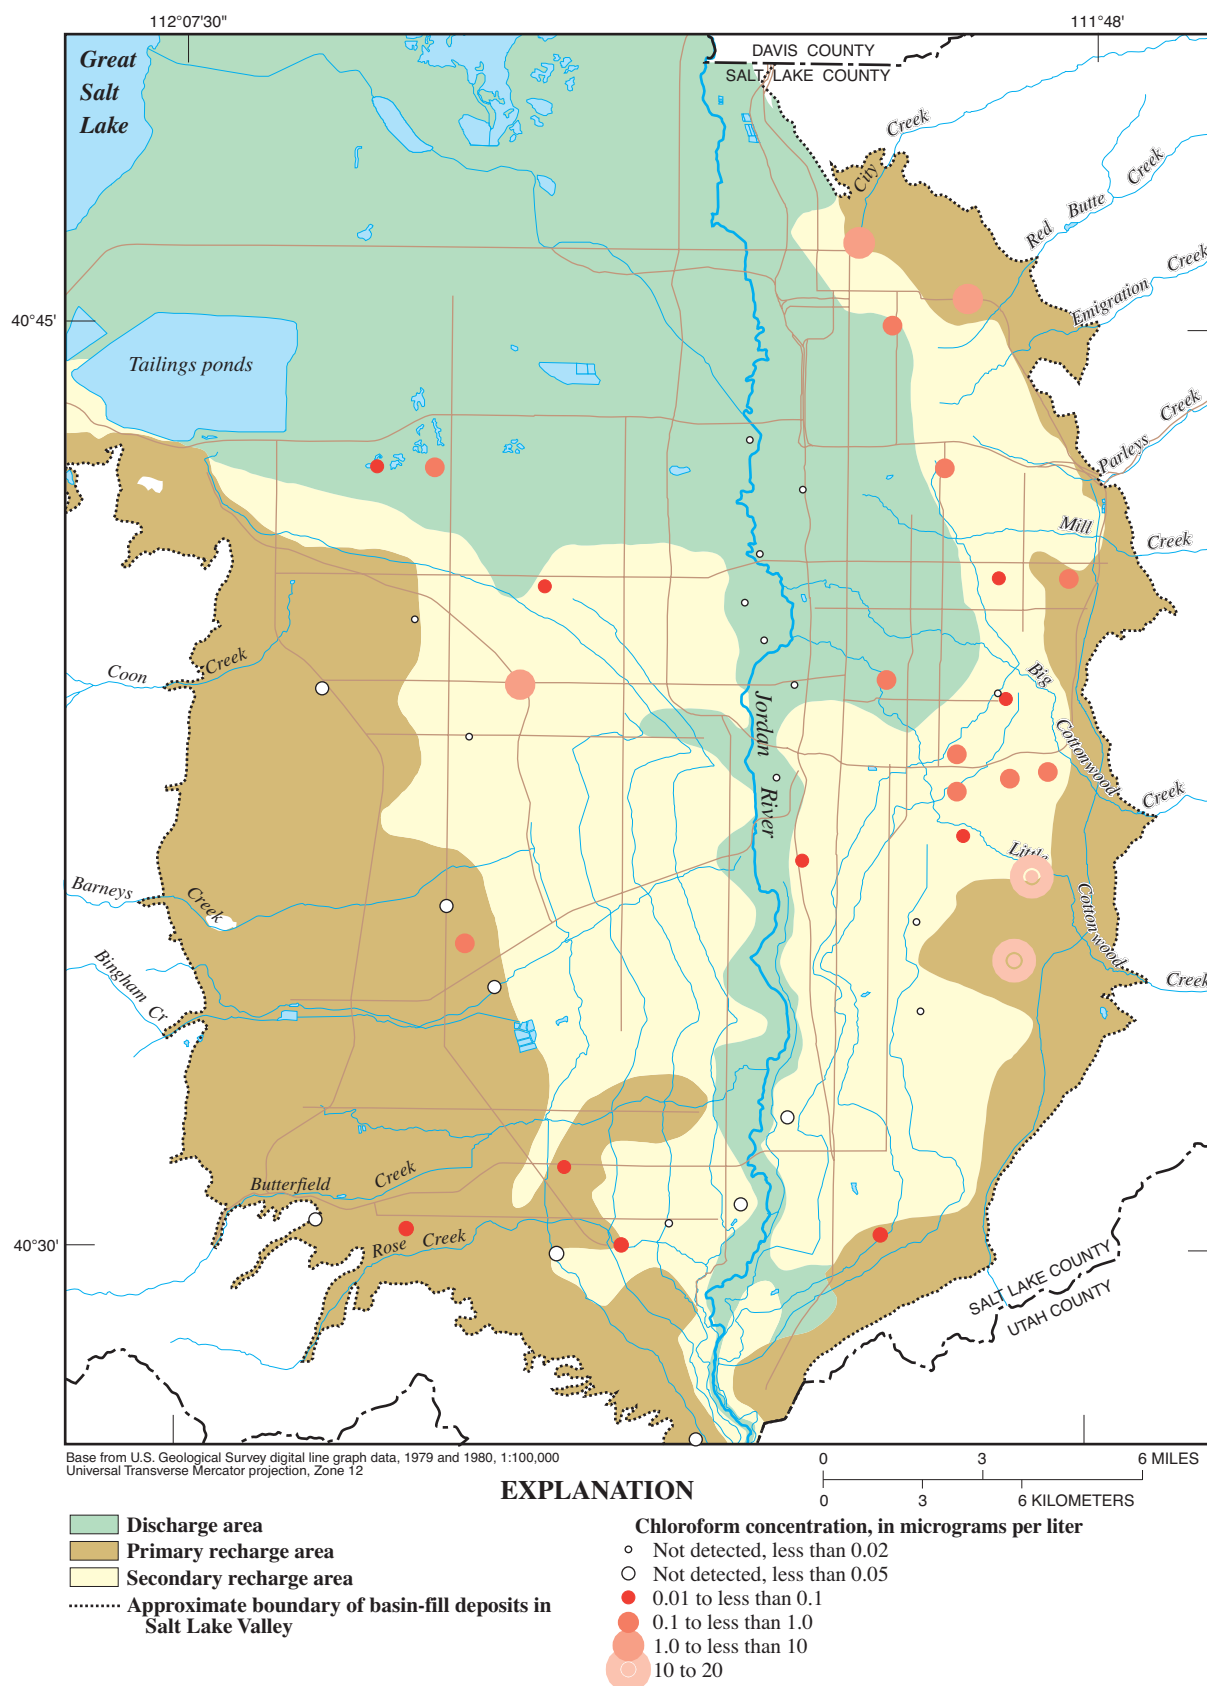 112°07'30"
111°48'
Great
Salt
Lake
DAVIS COUNTY
SALT LAKE COUNTY
City
Creek
Red Butte Creek
Emigration Creek
40°45'
Tailings ponds
Parleys Creek
Mill Creek
Coon Creek
Big Cottonwood Creek
Jordan River
Little Cottonwood Creek
Barneys Creek
Bingham Cr
Butterfield Creek
Rose Creek
40°30'
SALT LAKE COUNTY
UTAH COUNTY
Base from U.S. Geological Survey digital line graph data, 1979 and 1980, 1:100,000
Universal Transverse Mercator projection, Zone 12
0 3 6 MILES
0 3 6 KILOMETERS
EXPLANATION
Discharge area
Primary recharge area
Secondary recharge area
Approximate boundary of basin-fill deposits in
Salt Lake Valley
Chloroform concentration, in micrograms per liter
Not detected, less than 0.02
Not detected, less than 0.05
0.01 to less than 0.1
0.1 to less than 1.0
1.0 to less than 10
10 to 20